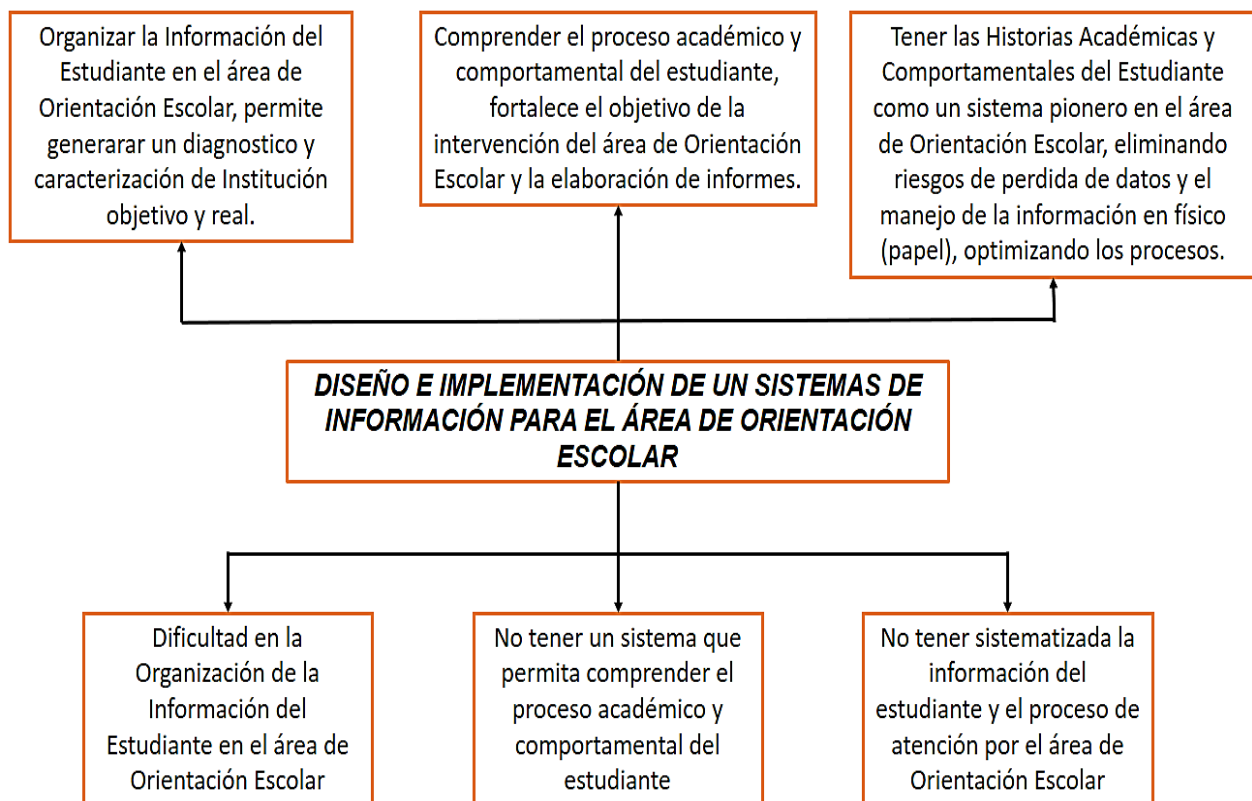 Organizar la Información del
Estudiante en el área de
Orientación Escolar, permite
generarar un diagnostico y
caracterización de Institución
objetivo y real.
Comprender el proceso académico y
comportamental del estudiante,
fortalece el objetivo de la
intervención del área de Orientación
Escolar y la elaboración de informes.
Tener las Historias Académicas y
Comportamentales del Estudiante
como un sistema pionero en el área
de Orientación Escolar, eliminando
riesgos de perdida de datos y el
manejo de la información en físico
(papel), optimizando los procesos.
DISEÑO E IMPLEMENTACIÓN DE UN SISTEMAS DE
INFORMACIÓN PARA EL ÁREA DE ORIENTACIÓN
ESCOLAR
Dificultad en la
Organización de la
Información del
Estudiante en el área de
Orientación Escolar
No tener un sistema que
permita comprender el
proceso académico y
comportamental del
estudiante
No tener sistematizada la
información del
estudiante y el proceso de
atención por el área de
Orientación Escolar